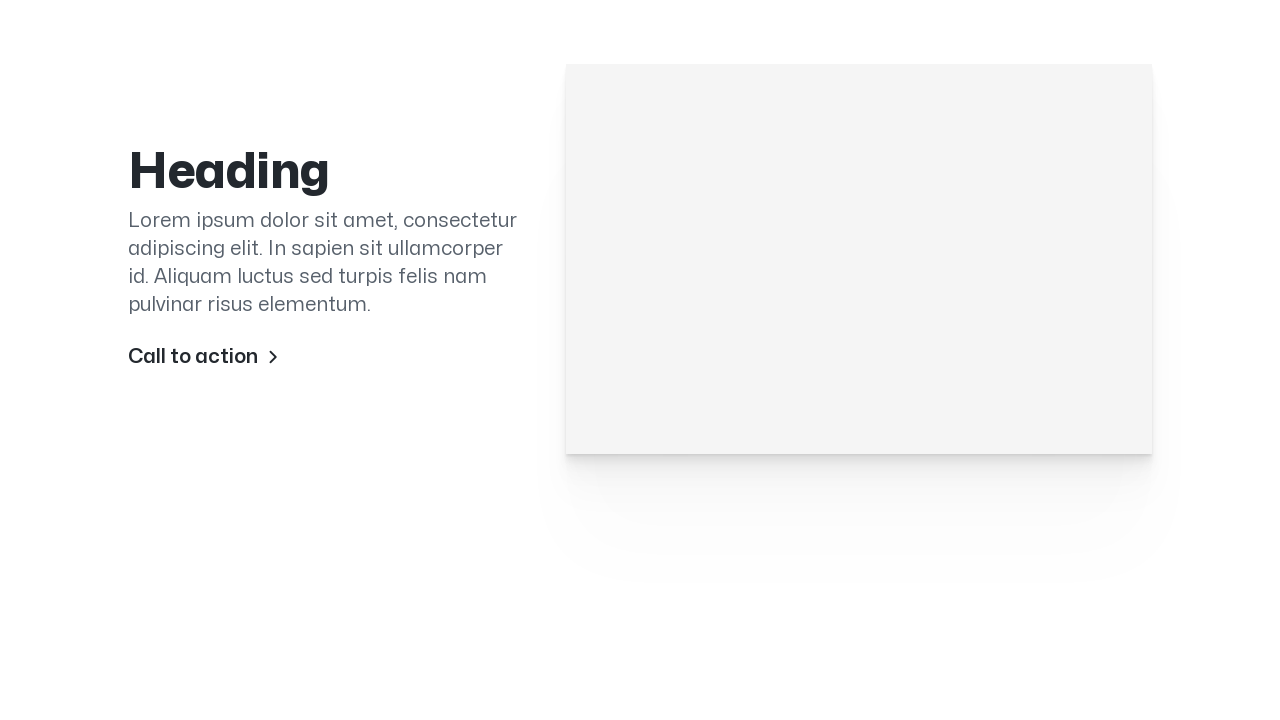 Heading
Lorem ipsum dolor sit amet, consectetur
adipiscing elit. In sapien sit ullamcorper
id. Aliquam luctus sed turpis felis nam
pulvinar risus elementum.
Call to action